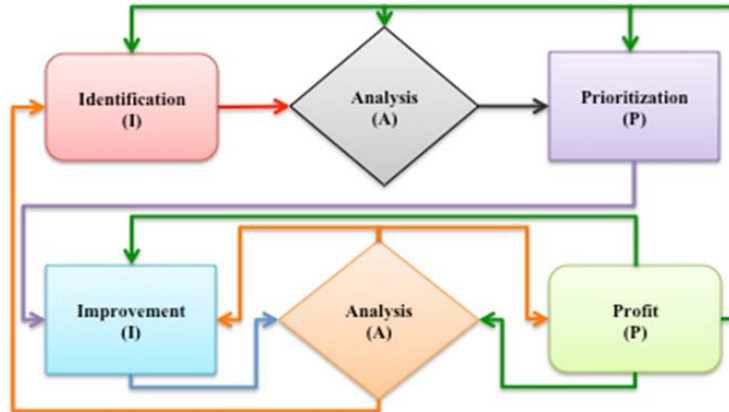 Identification
(I)
Analysis
(A)
Prioritization
(P)
Improvement
(I)
Analysis
(A)
Profit
(P)